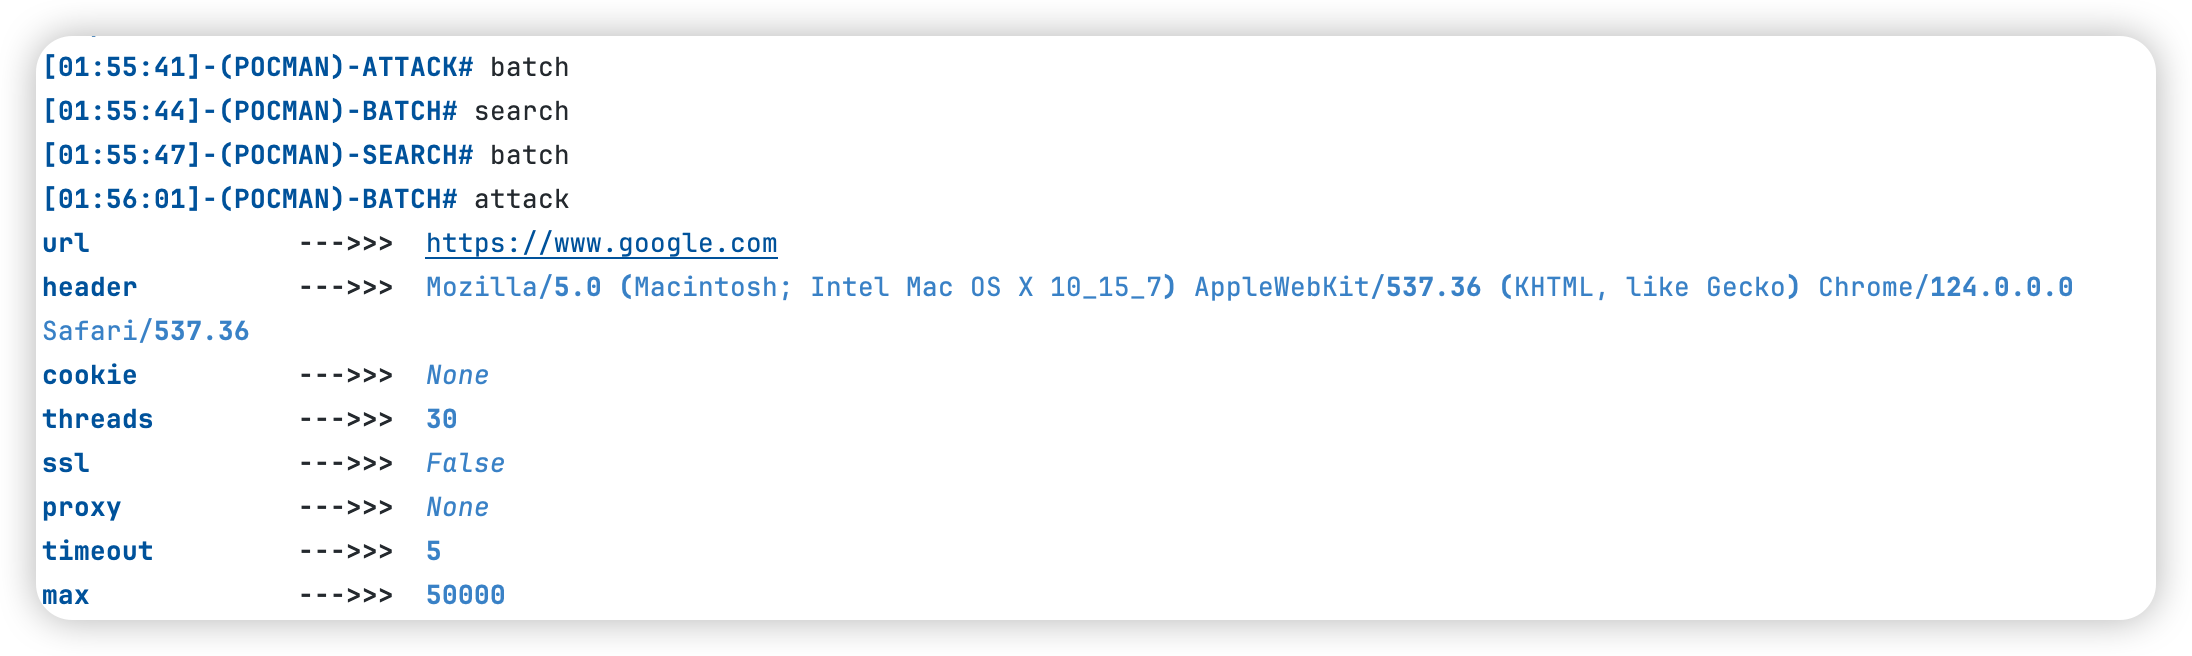 [01:55:41]-(POCMAN)-ATTACK# batch
[01:55:44]-(POCMAN)-BATCH# search
[01:55:47]-(POCMAN)-SEARCH# batch
[01:56:01]-(POCMAN)-BATCH# attack
url --->>> https://www.google.com
header --->>> Mozilla/5.0 (Macintosh; Intel Mac OS X 10_15_7) AppleWebKit/537.36 (KHTML, like Gecko) Chrome/124.0.0.0
Safari/537.36
cookie --->>> None
threads --->>> 30
ssl --->>> False
proxy --->>> None
timeout --->>> 5
max --->>> 50000